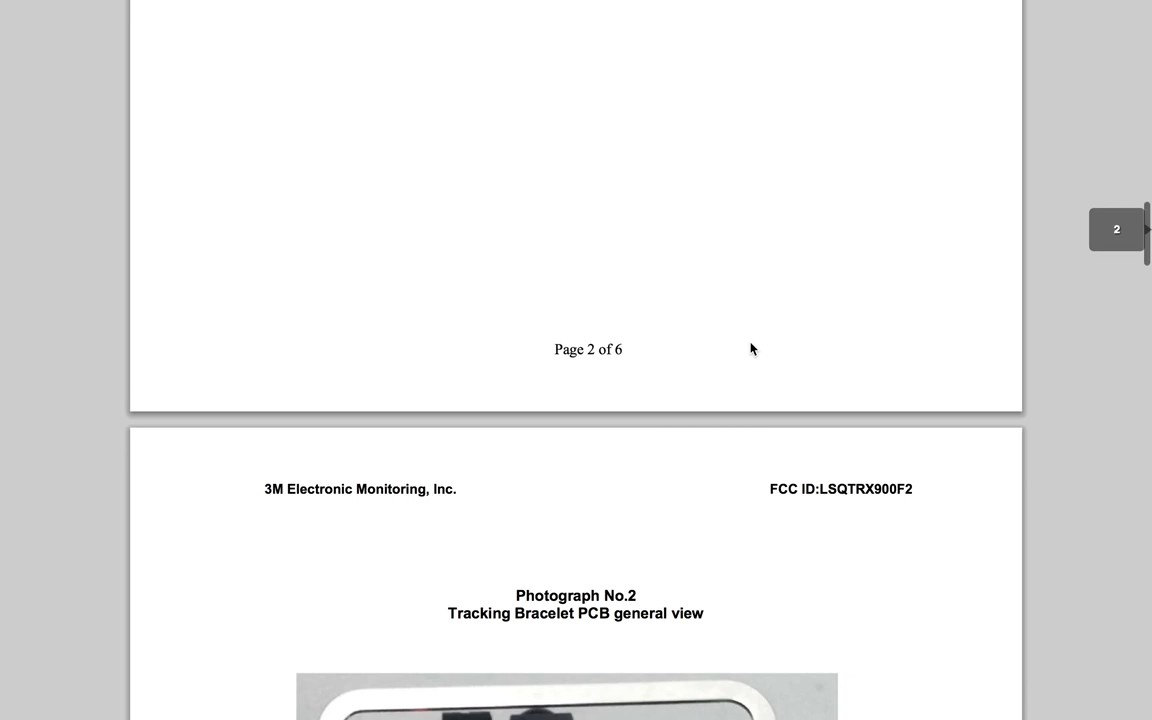 2
Page 2 of 6
3M Electronic Monitoring, Inc.
FCC ID:LSQTRX900F2
Photograph No.2
Tracking Bracelet PCB general view